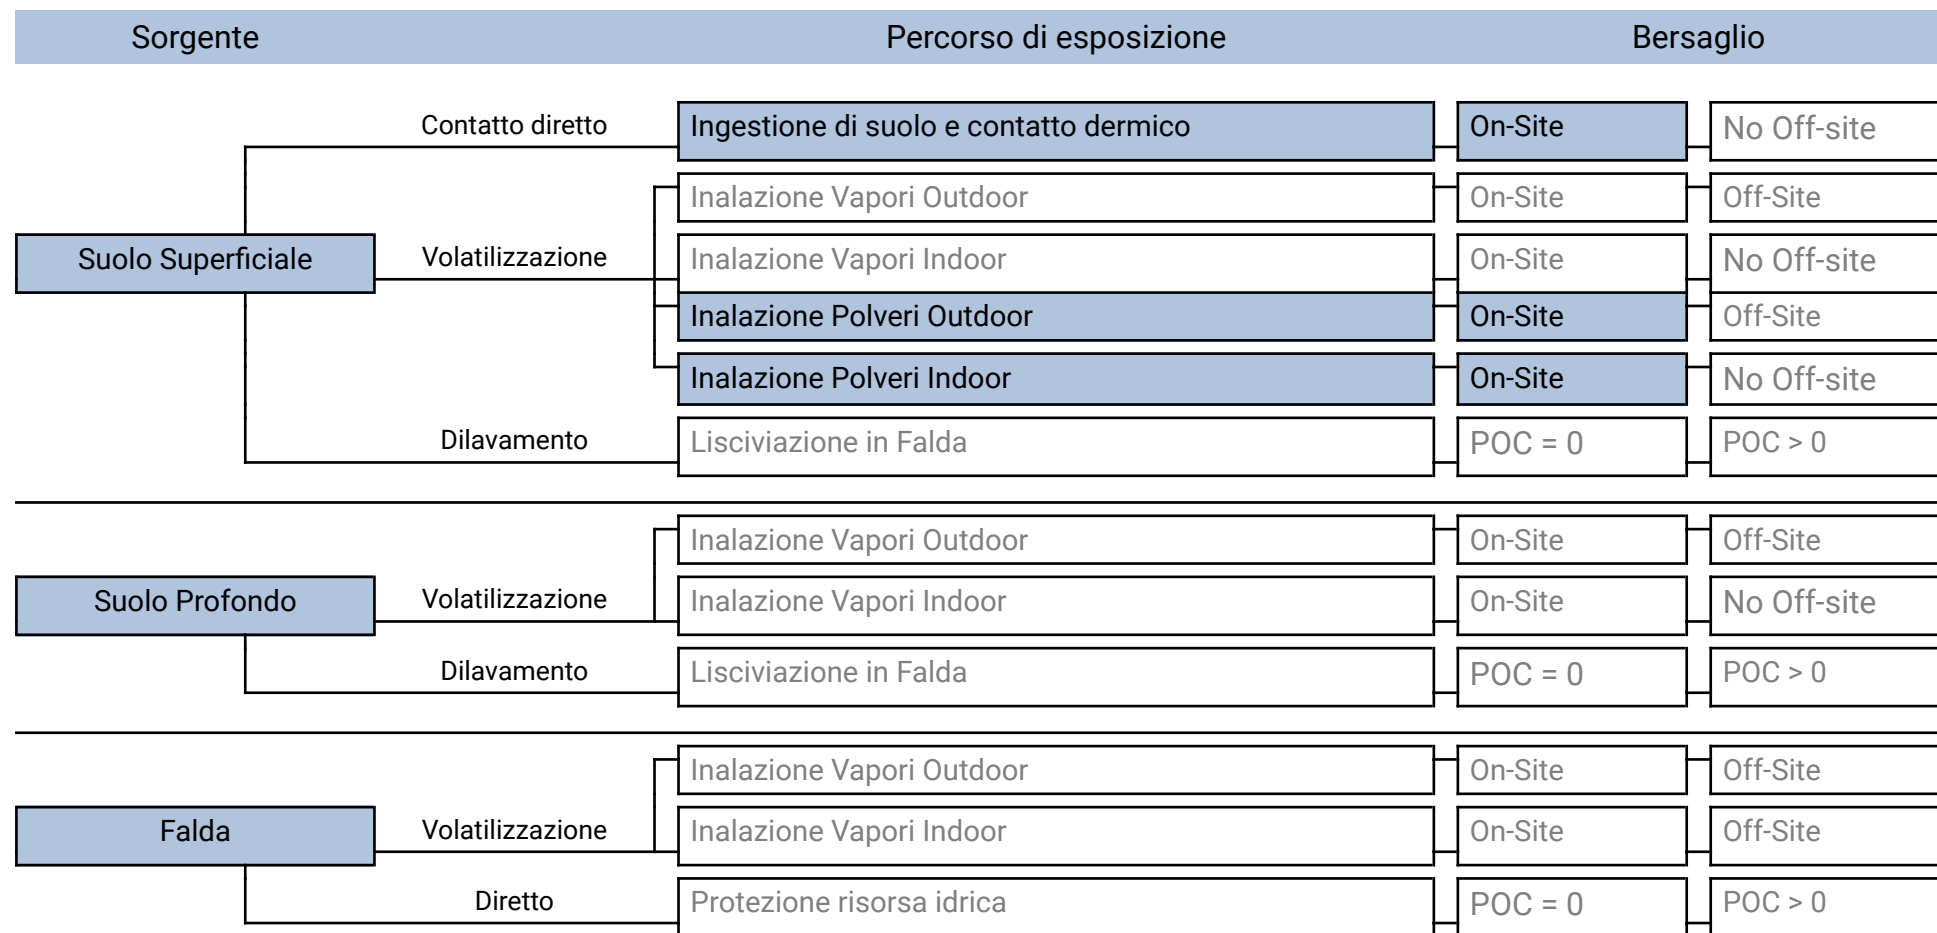 Sorgente Percorso di esposizione Bersaglio
Contatto diretto Ingestione di suolo e contatto dermico On-Site No Off-site
Inalazione Vapori Outdoor On-Site Off-Site
Suolo Superficiale Volatilizzazione Inalazione Vapori Indoor On-Site No Off-site
Inalazione Polveri Outdoor On-Site Off-Site
Inalazione Polveri Indoor On-Site No Off-site
Dilavamento Lisciviazione in Falda POC = 0 POC > 0
Inalazione Vapori Outdoor On-Site Off-Site
Suolo Profondo Volatilizzazione Inalazione Vapori Indoor On-Site No Off-site
Dilavamento Lisciviazione in Falda POC = 0 POC > 0
Inalazione Vapori Outdoor On-Site Off-Site
Falda Volatilizzazione Inalazione Vapori Indoor On-Site Off-Site
Diretto Protezione risorsa idrica POC = 0 POC > 0